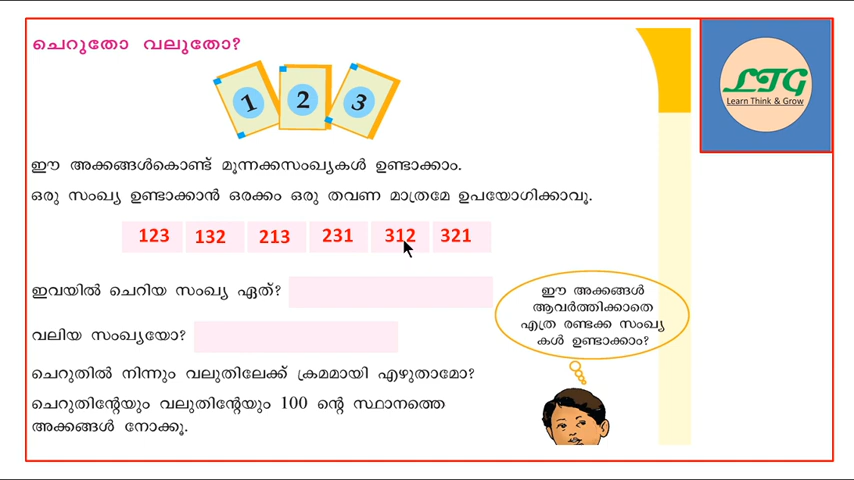 ചെറുതോ വലുതോ?
1 2 3
LTG
Learn Think & Grow
ഈ അക്കങ്ങൾകൊണ്ട് മൂന്നക്കസംഖ്യകൾ ഉണ്ടാക്കാം.
ഒരു സംഖ്യ ഉണ്ടാക്കാൻ ഒരക്കം ഒരു തവണ മാത്രമേ ഉപയോഗിക്കാവൂ.
123 132 213 231 312 321
ഇവയിൽ ചെറിയ സംഖ്യ ഏത്?
വലിയ സംഖ്യയോ?
ഈ അക്കങ്ങൾ
ആവർത്തിക്കാതെ
എത്ര രണ്ടക്ക സംഖ്യ
കൾ ഉണ്ടാക്കാം?
ചെറുതിൽ നിന്നും വലുതിലേക്ക് ക്രമമായി എഴുതാമോ?
ചെറുതിന്റേയും വലുതിന്റേയും 100 ന്റെ സ്ഥാനത്തെ
അക്കങ്ങൾ നോക്കൂ.